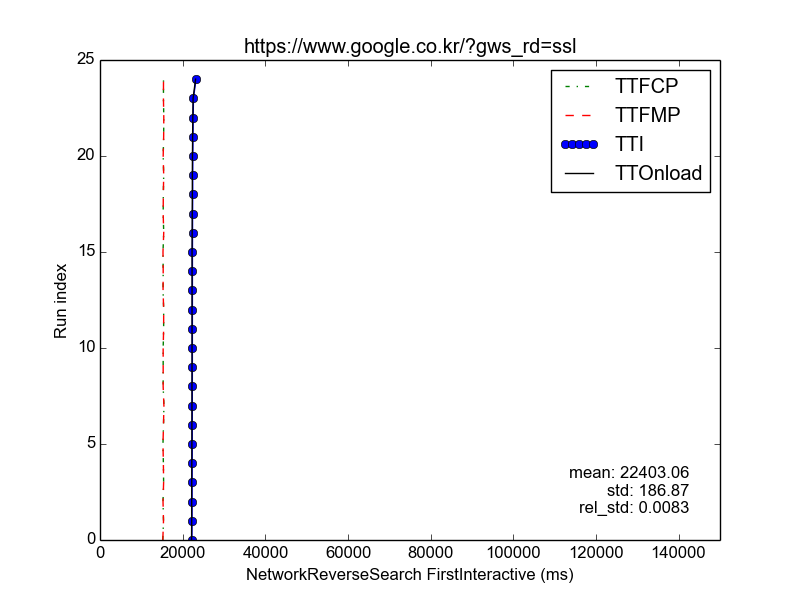 https://www.google.co.kr/?gws_rd=ssl
25
20
15
10
5
0
Run index
TTFCP
TTFMP
TTI
TTOnload
mean: 22403.06
std: 186.87
rel_std: 0.0083
0 20000 40000 60000 80000 100000 120000 140000
NetworkReverseSearch FirstInteractive (ms)